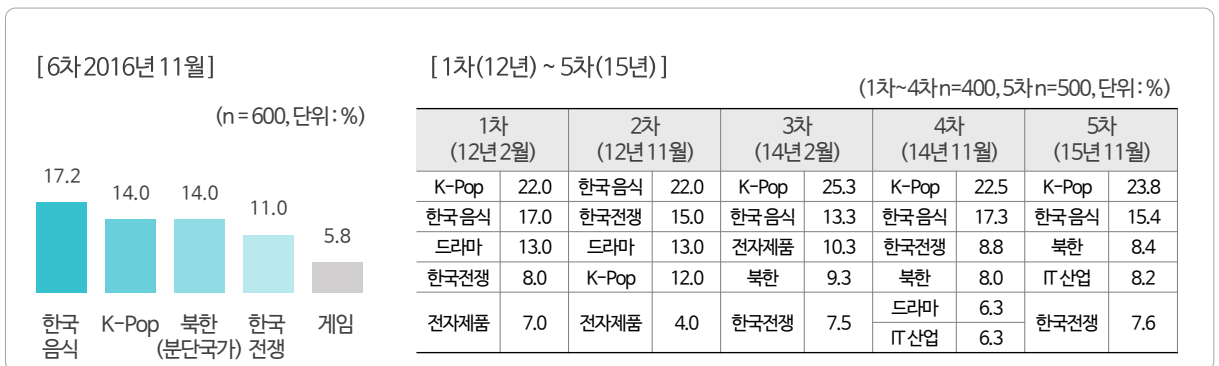 [ 6차 2016년 11월 ]
(n = 600, 단위 : %)
17.2
14.0
14.0
11.0
5.8
한국
음식
K-Pop
북한
(분단국가)
한국
전쟁
게임
[ 1차 (12년) ~ 5차 (15년) ]
(1차~4차 n=400, 5차 n=500, 단위 : %)
1차 2차 3차 4차 5차
(12년 2월) (12년 11월) (14년 2월) (14년 11월) (15년 11월)
K-Pop 22.0 한국 음식 22.0 K-Pop 25.3 K-Pop 22.5 K-Pop 23.8
한국 음식 17.0 한국전쟁 15.0 한국 음식 13.3 한국 음식 17.3 한국 음식 15.4
드라마 13.0 드라마 13.0 전자제품 10.3 한국전쟁 8.8 북한 8.4
한국전쟁 8.0 K-Pop 12.0 북한 9.3 북한 8.0 IT 산업 8.2
전자제품 7.0 전자제품 4.0 한국전쟁 7.5 드라마 6.3 한국전쟁 7.6
IT 산업 6.3